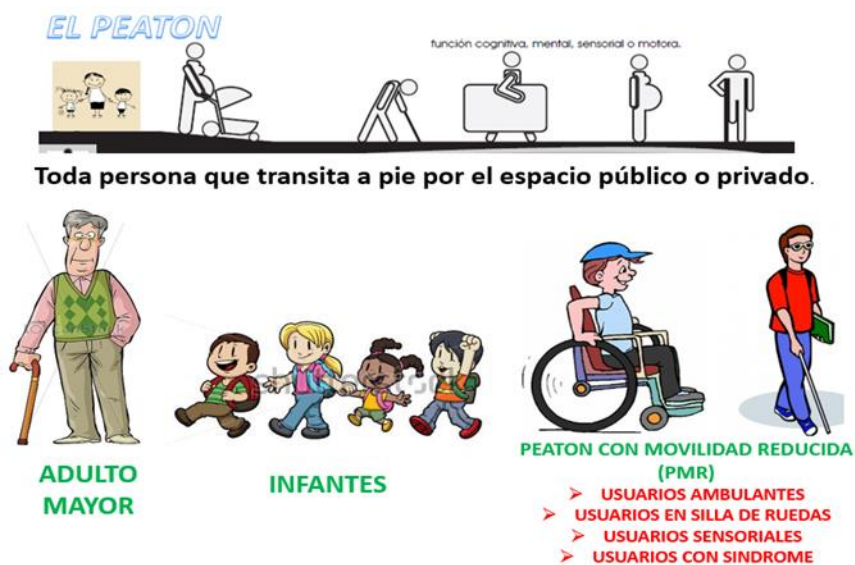 EL PEATON
función cognitiva, mental, sensorial o motora.
Toda persona que transita a pie por el espacio público o privado.
ADULTO
MAYOR
INFANTES
PEATON CON MOVILIDAD REDUCIDA
(PMR)
➢ USUARIOS AMBULANTES
➢ USUARIOS EN SILLA DE RUEDAS
➢ USUARIOS SENSORIALES
➢ USUARIOS CON SINDROME